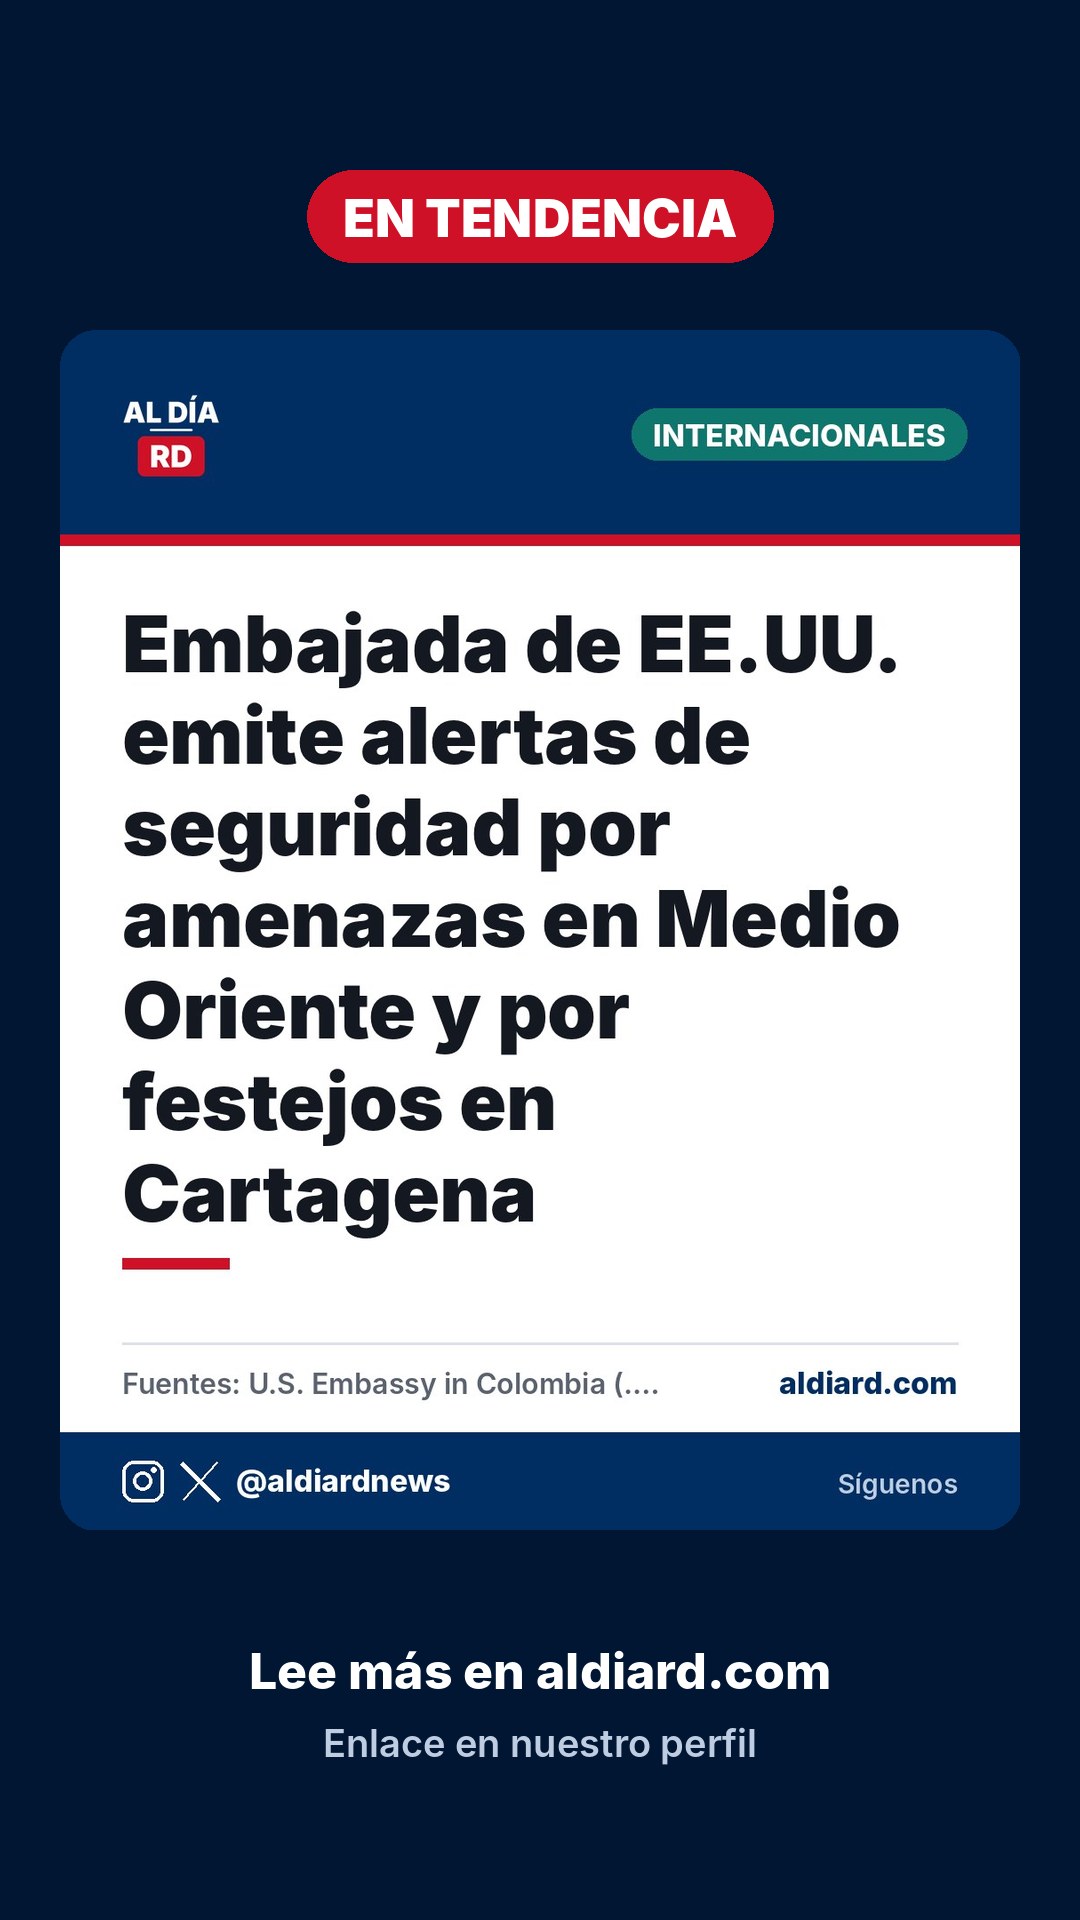 EN TENDENCIA
AL DÍA
RD
INTERNACIONALES
Embajada de EE.UU.
emite alertas de
seguridad por
amenazas en Medio
Oriente y por
festejos en
Cartagena
Fuentes: U.S. Embassy in Colombia (....
aldiard.com
@aldiardnews
Síguenos
Lee más en aldiard.com
Enlace en nuestro perfil